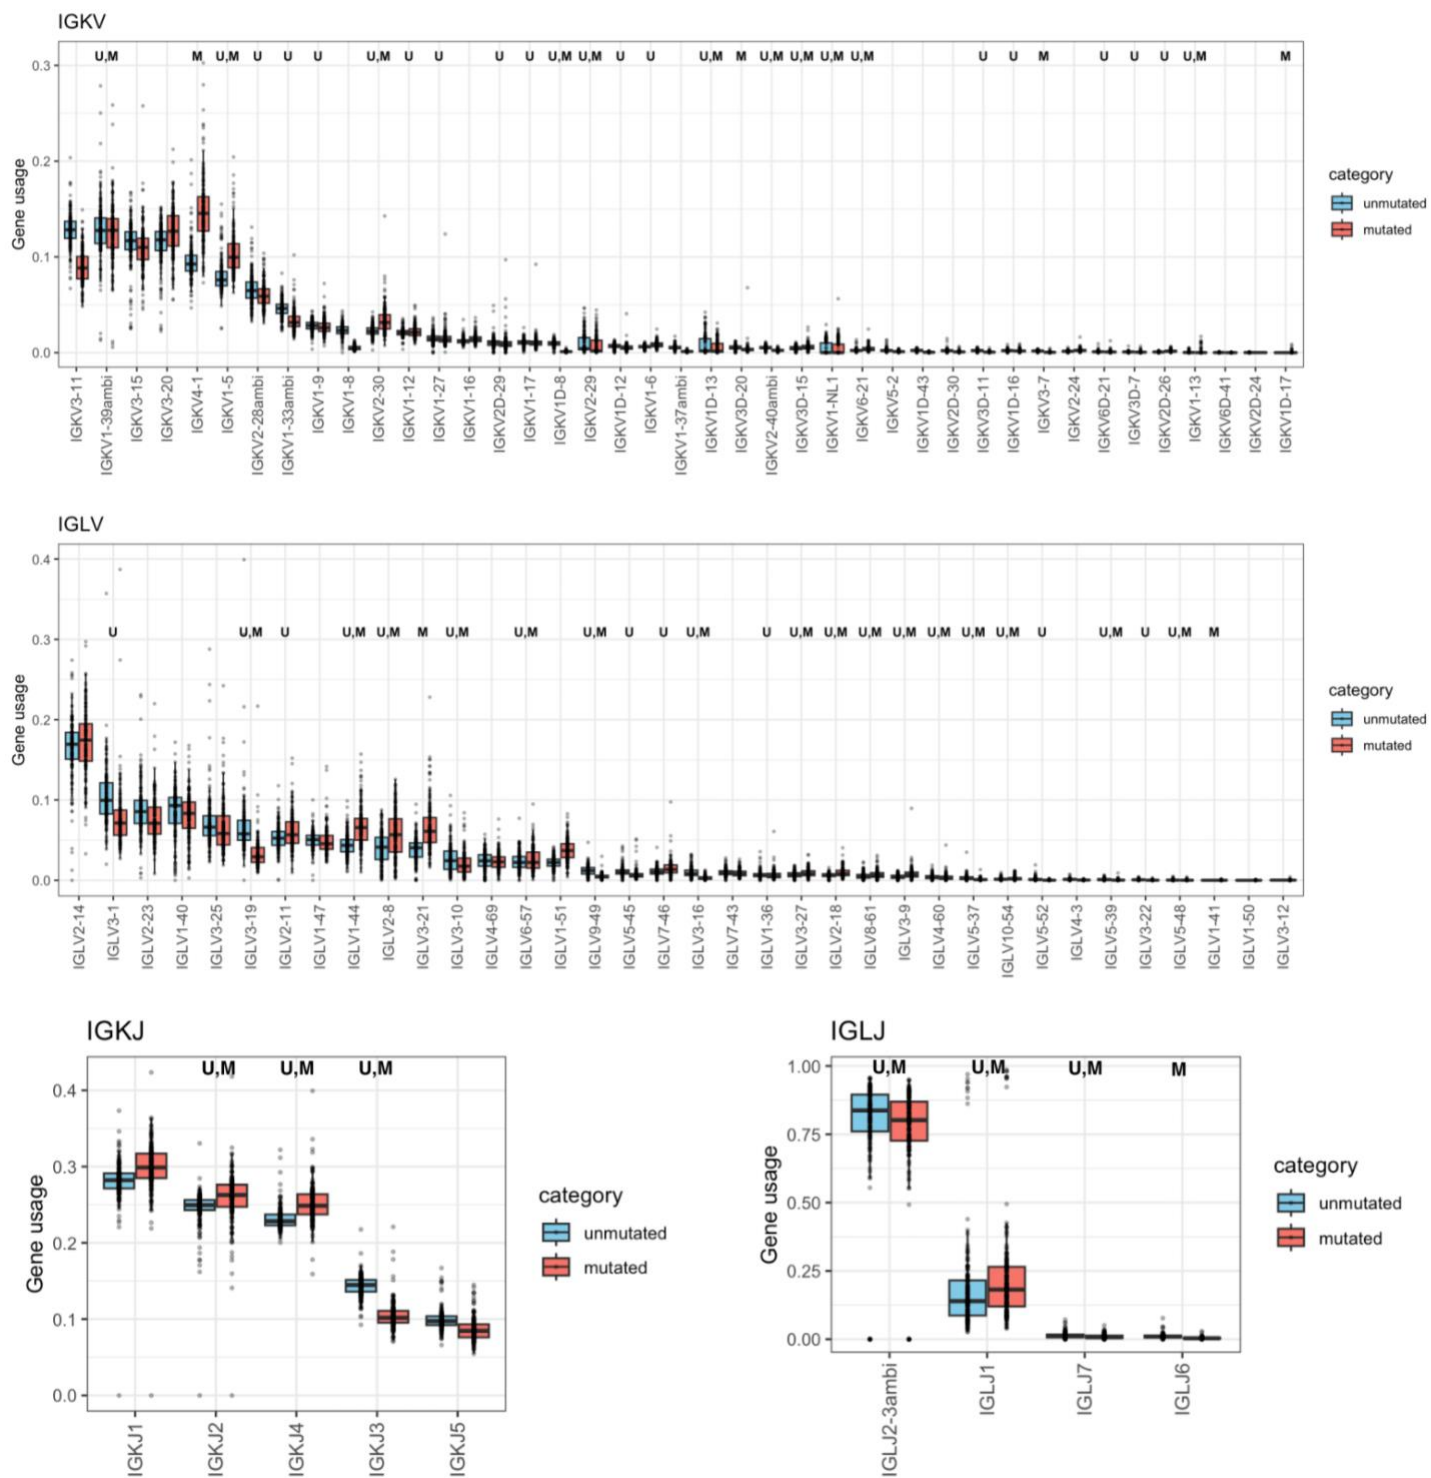 IGKV
U,M M U,M U U U U,M U U U U U,M U,M U U U,M M U,M U,M U,M U,M U U M U U U U,M M
0.3
0.2
0.1
0.0
Gene usage
IGKV3-11 IGKV1-39ambi IGKV3-15 IGKV3-20 IGKV4-1 IGKV1-5 IGKV2-28ambi IGKV1-33ambi IGKV1-9 IGKV1-8 IGKV2-30 IGKV1-12 IGKV1-27 IGKV1-16 IGKV2D-29 IGKV1-17 IGKV1D-8 IGKV2-29 IGKV1D-12 IGKV1-6 IGKV1-37ambi IGKV1D-13 IGKV3D-20 IGKV2-40ambi IGKV3D-15 IGKV1-NL1 IGKV6-21 IGKV5-2 IGKV1D-43 IGKV2D-30 IGKV3D-11 IGKV1D-16 IGKV3-7 IGKV2-24 IGKV6D-21 IGKV3D-7 IGKV2D-26 IGKV1-13 IGKV6D-41 IGKV2D-24 IGKV1D-17
category
unmutated
mutated
IGLV
0.4
0.3
0.2
0.1
0.0
Gene usage
U U,M U U,M U,M M U,M U,M U,M U U U,M U U,M U,M U,M U,M U,M U,M U,M U U,M U U,M M
IGLV2-14 IGLV3-1 IGLV2-23 IGLV1-40 IGLV3-25 IGLV3-19 IGLV2-11 IGLV1-47 IGLV1-44 IGLV2-8 IGLV3-21 IGLV3-10 IGLV4-69 IGLV6-57 IGLV1-51 IGLV9-49 IGLV5-45 IGLV7-46 IGLV3-16 IGLV7-43 IGLV1-36 IGLV3-27 IGLV2-18 IGLV8-61 IGLV3-9 IGLV4-60 IGLV5-37 IGLV10-54 IGLV5-52 IGLV4-3 IGLV5-39 IGLV3-22 IGLV5-48 IGLV1-41 IGLV1-50 IGLV3-12
category
unmutated
mutated
IGKJ
U,M U,M U,M
0.4
0.3
0.2
0.1
0.0
Gene usage
IGKJ1 IGKJ2 IGKJ4 IGKJ3 IGKJ5
category
unmutated
mutated
IGLJ
U,M U,M U,M M
1.00
0.75
0.50
0.25
0.00
Gene usage
IGLJ2-3ambi IGLJ1 IGLJ7 IGLJ6
category
unmutated
mutated